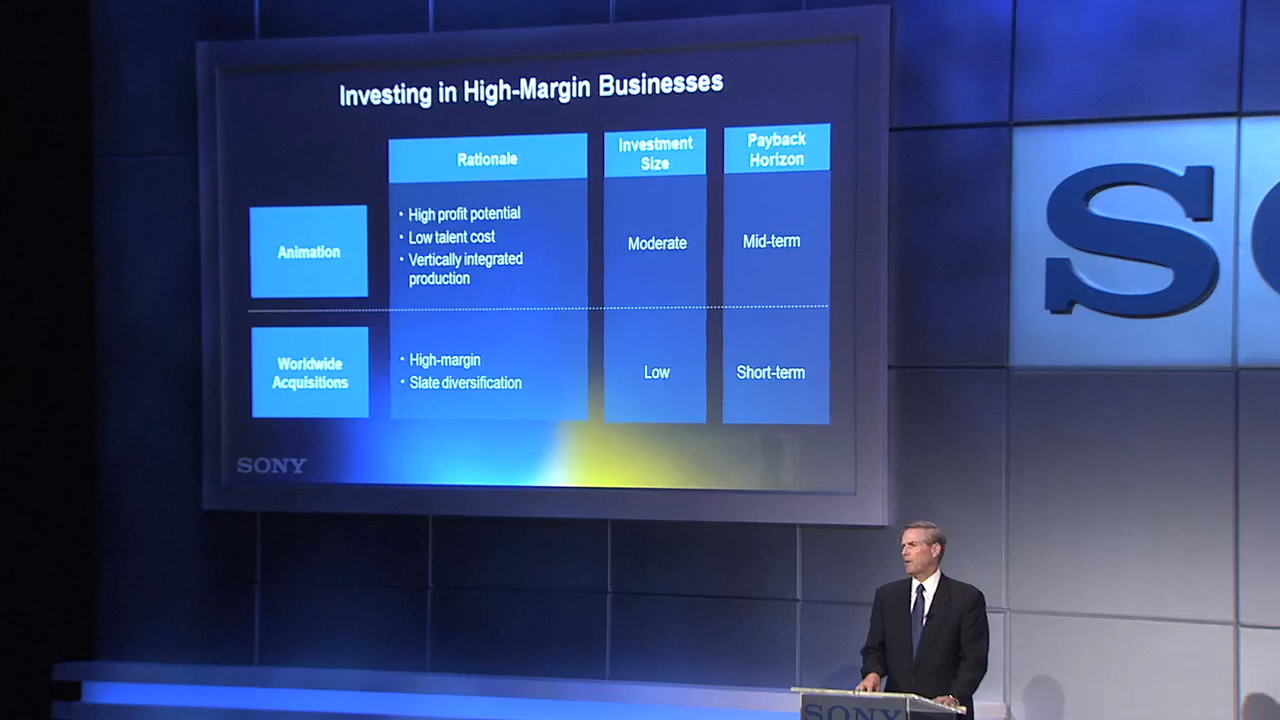 Investing in High-Margin Businesses
Rationale
Investment
Size
Payback
Horizon
Animation
• High profit potential
• Low talent cost
• Vertically integrated
production
Moderate
Mid-term
Worldwide
Acquisitions
• High-margin
• Slate diversification
Low
Short-term
SONY
S
SONY